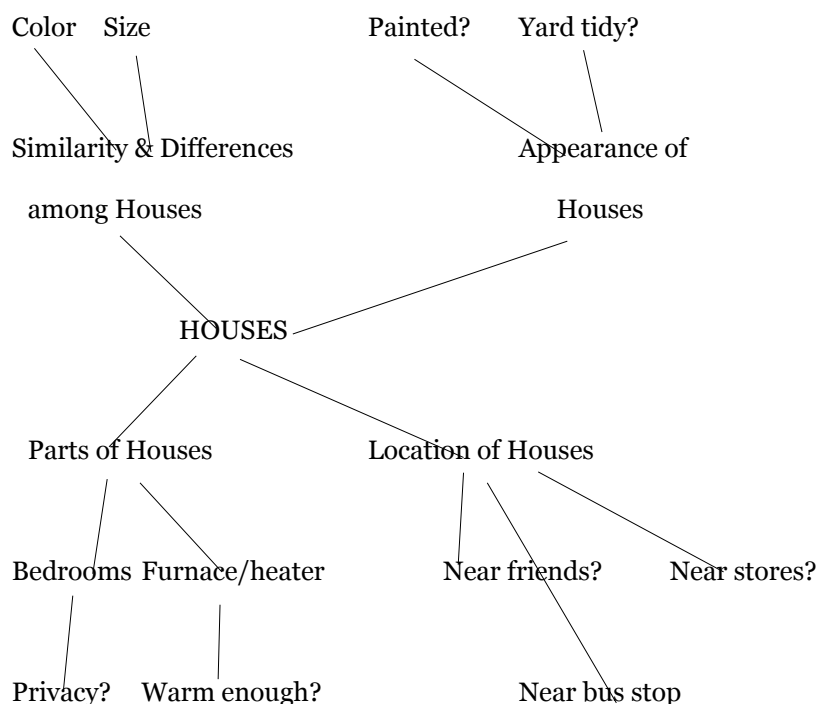 Color Size Painted? Yard tidy?
Similarity & Differences Appearance of
among Houses Houses
HOUSES
Parts of Houses Location of Houses
Bedrooms Furnace/heater Near friends? Near stores?
Privacy? Warm enough? Near bus stop